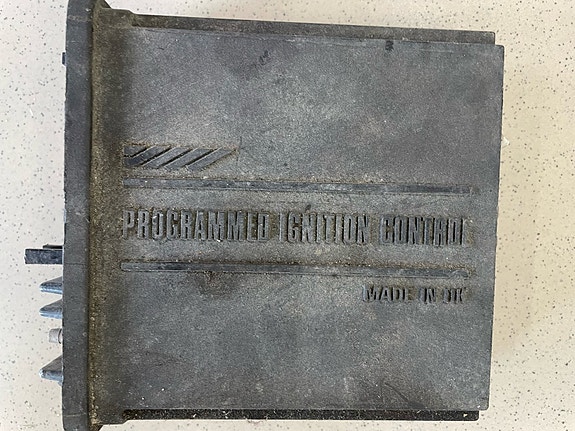 PROGRAMMED IGNITION CONTROL
MADE IN UK